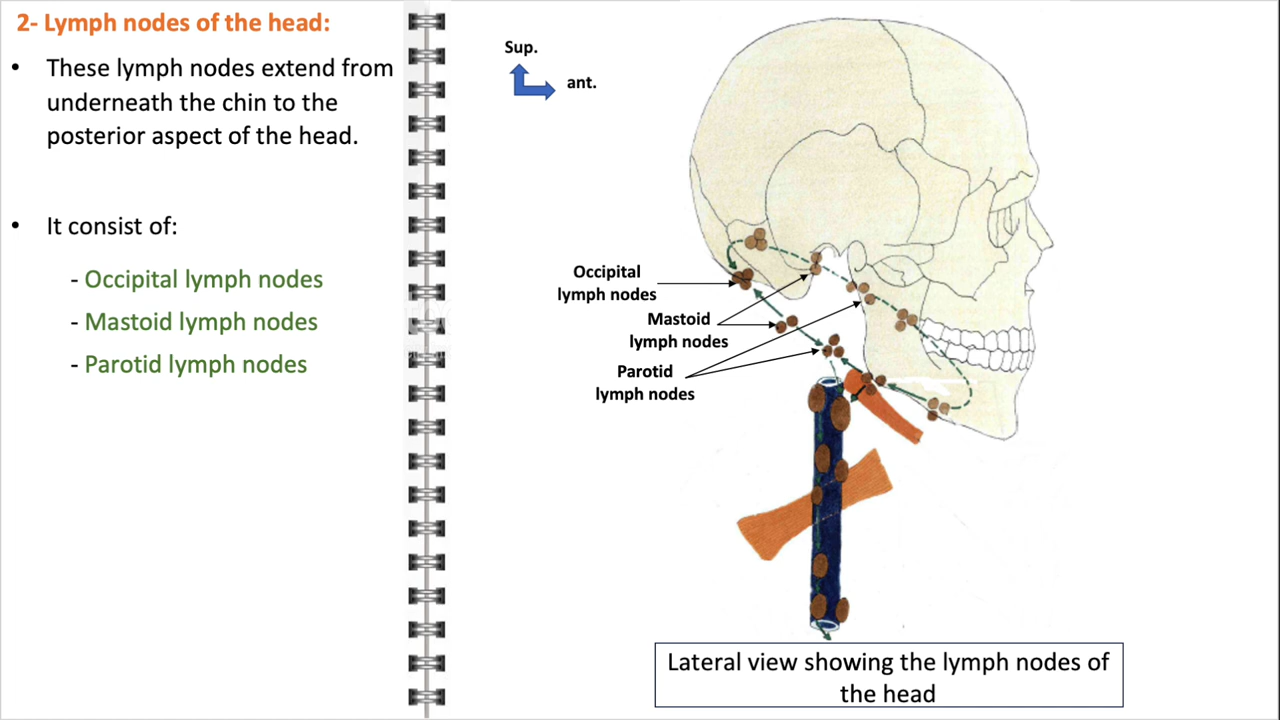 2- Lymph nodes of the head:
• These lymph nodes extend from
underneath the chin to the
posterior aspect of the head.
• It consist of:
- Occipital lymph nodes
- Mastoid lymph nodes
- Parotid lymph nodes
Sup.
ant.
Occipital
lymph nodes
Mastoid
lymph nodes
Parotid
lymph nodes
Lateral view showing the lymph nodes of
the head